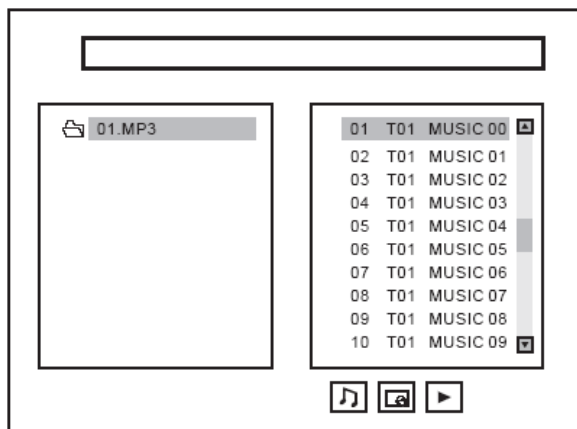 01.MP3
01 T01 MUSIC 00
02 T01 MUSIC 01
03 T01 MUSIC 02
04 T01 MUSIC 03
05 T01 MUSIC 04
06 T01 MUSIC 05
07 T01 MUSIC 06
08 T01 MUSIC 07
09 T01 MUSIC 08
10 T01 MUSIC 09